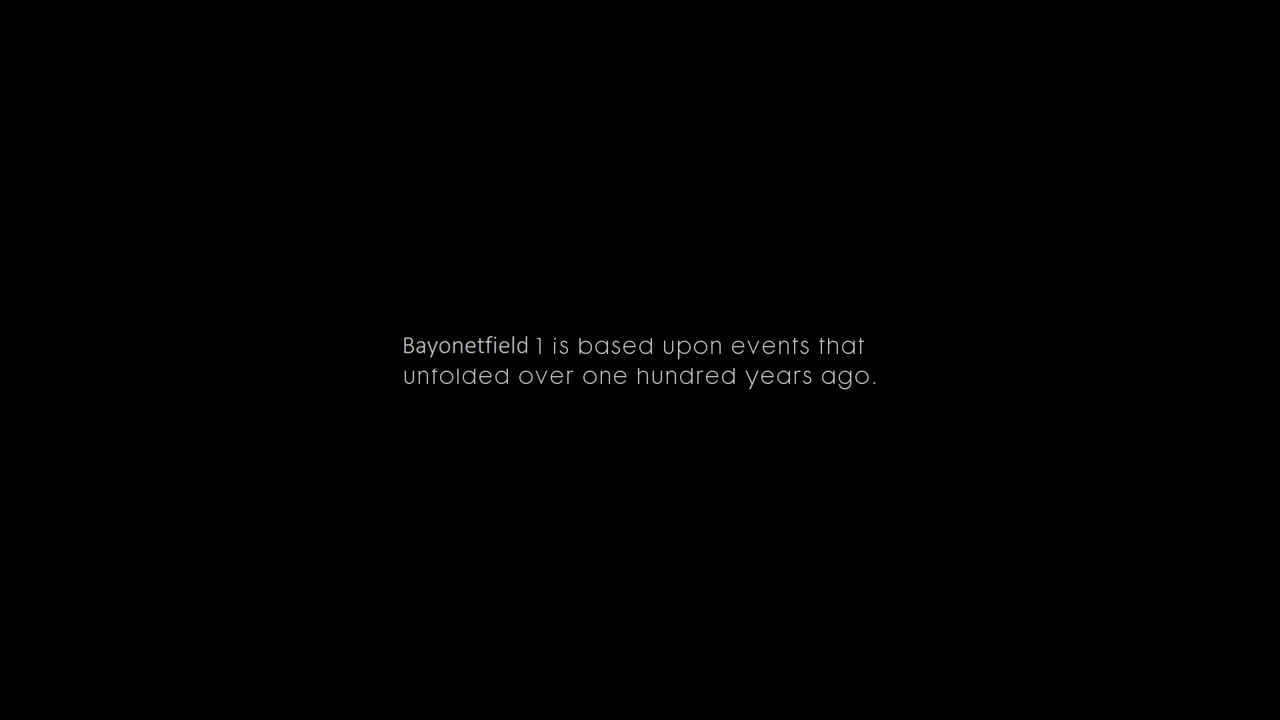 Bayonetfield 1 is based upon events that
unfolded over one hundred years ago.